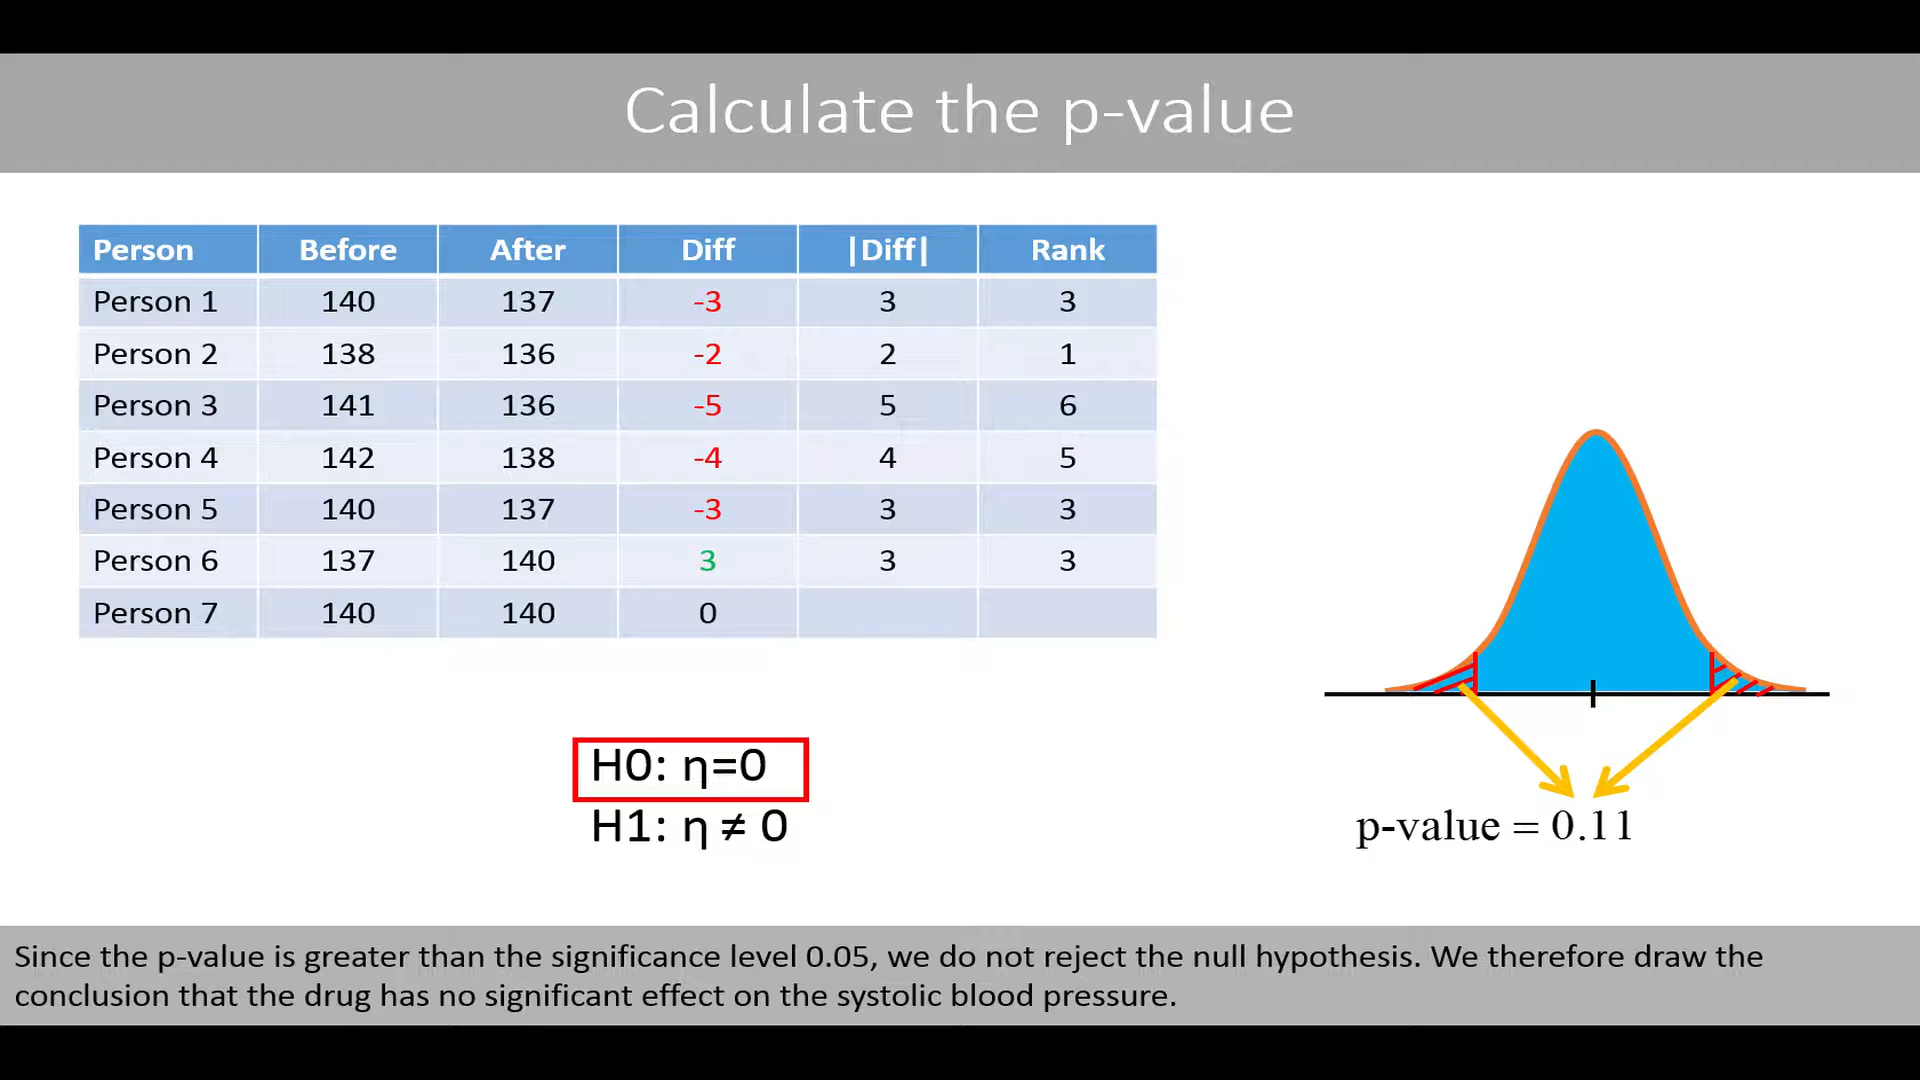 Calculate the p-value
Person Before After Diff |Diff| Rank
Person 1 140 137 -3 3 3
Person 2 138 136 -2 2 1
Person 3 141 136 -5 5 6
Person 4 142 138 -4 4 5
Person 5 140 137 -3 3 3
Person 6 137 140 3 3 3
Person 7 140 140 0
H0: η=0
H1: η ≠ 0
p-value = 0.11
Since the p-value is greater than the significance level 0.05, we do not reject the null hypothesis. We therefore draw the
conclusion that the drug has no significant effect on the systolic blood pressure.